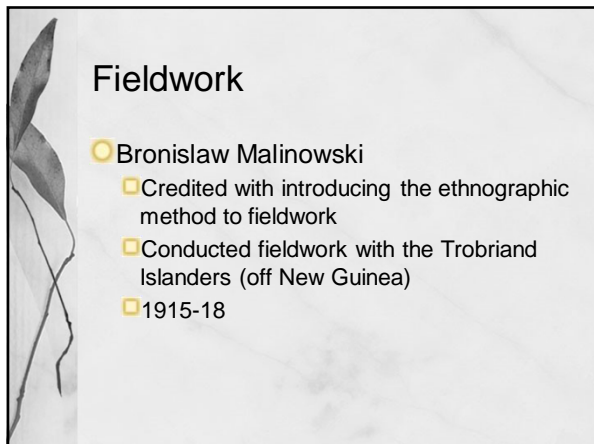 Fieldwork
Bronislaw Malinowski
Credited with introducing the ethnographic
method to fieldwork
Conducted fieldwork with the Trobriand
Islanders (off New Guinea)
1915-18